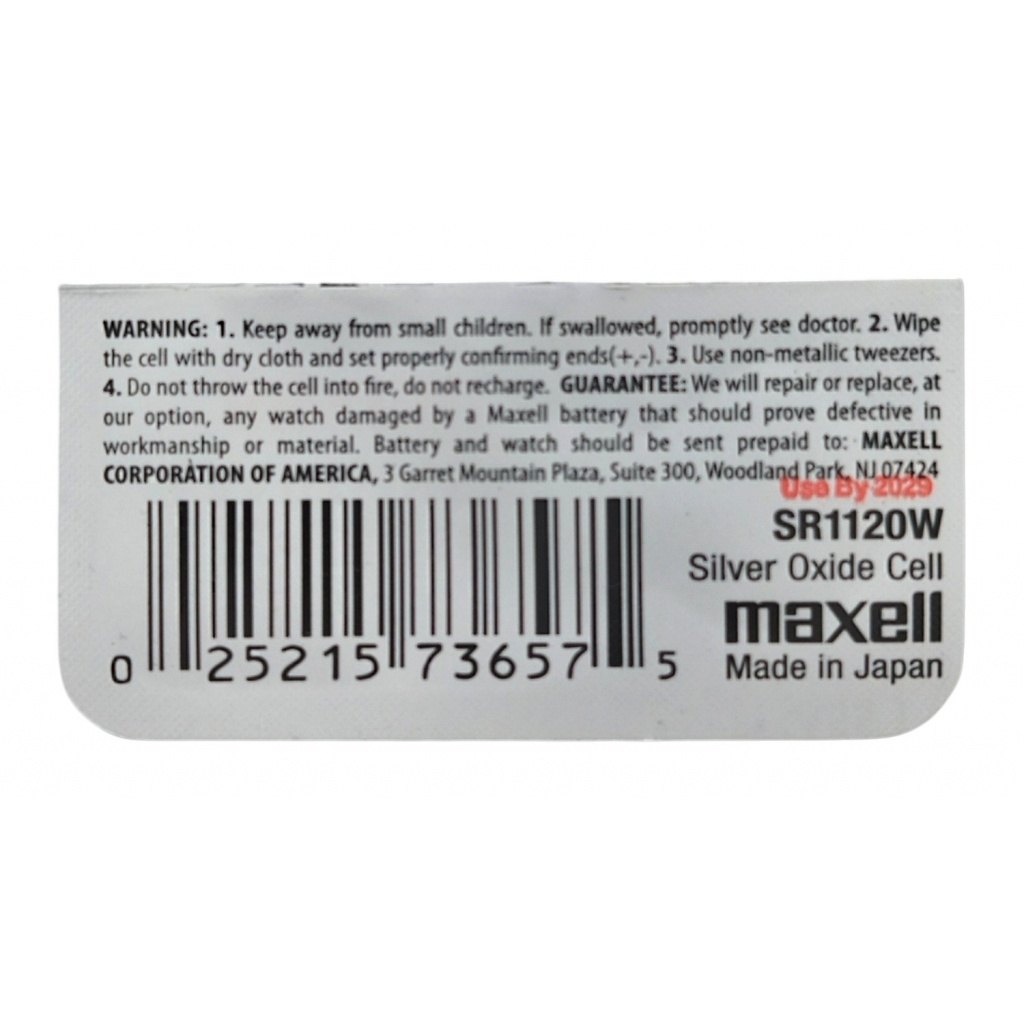 WARNING: 1. Keep away from small children. If swallowed, promptly see doctor. 2. Wipe
the cell with dry cloth and set properly confirming ends(+,-). 3. Use non-metallic tweezers.
4. Do not throw the cell into fire, do not recharge. GUARANTEE: We will repair or replace, at
our option, any watch damaged by a Maxell battery that should prove defective in
workmanship or material. Battery and watch should be sent prepaid to: MAXELL
CORPORATION OF AMERICA, 3 Garret Mountain Plaza, Suite 300, Woodland Park, NJ 07424
Use By 2029
SR1120W
Silver Oxide Cell
maxell
Made in Japan
0 25215 73657 5